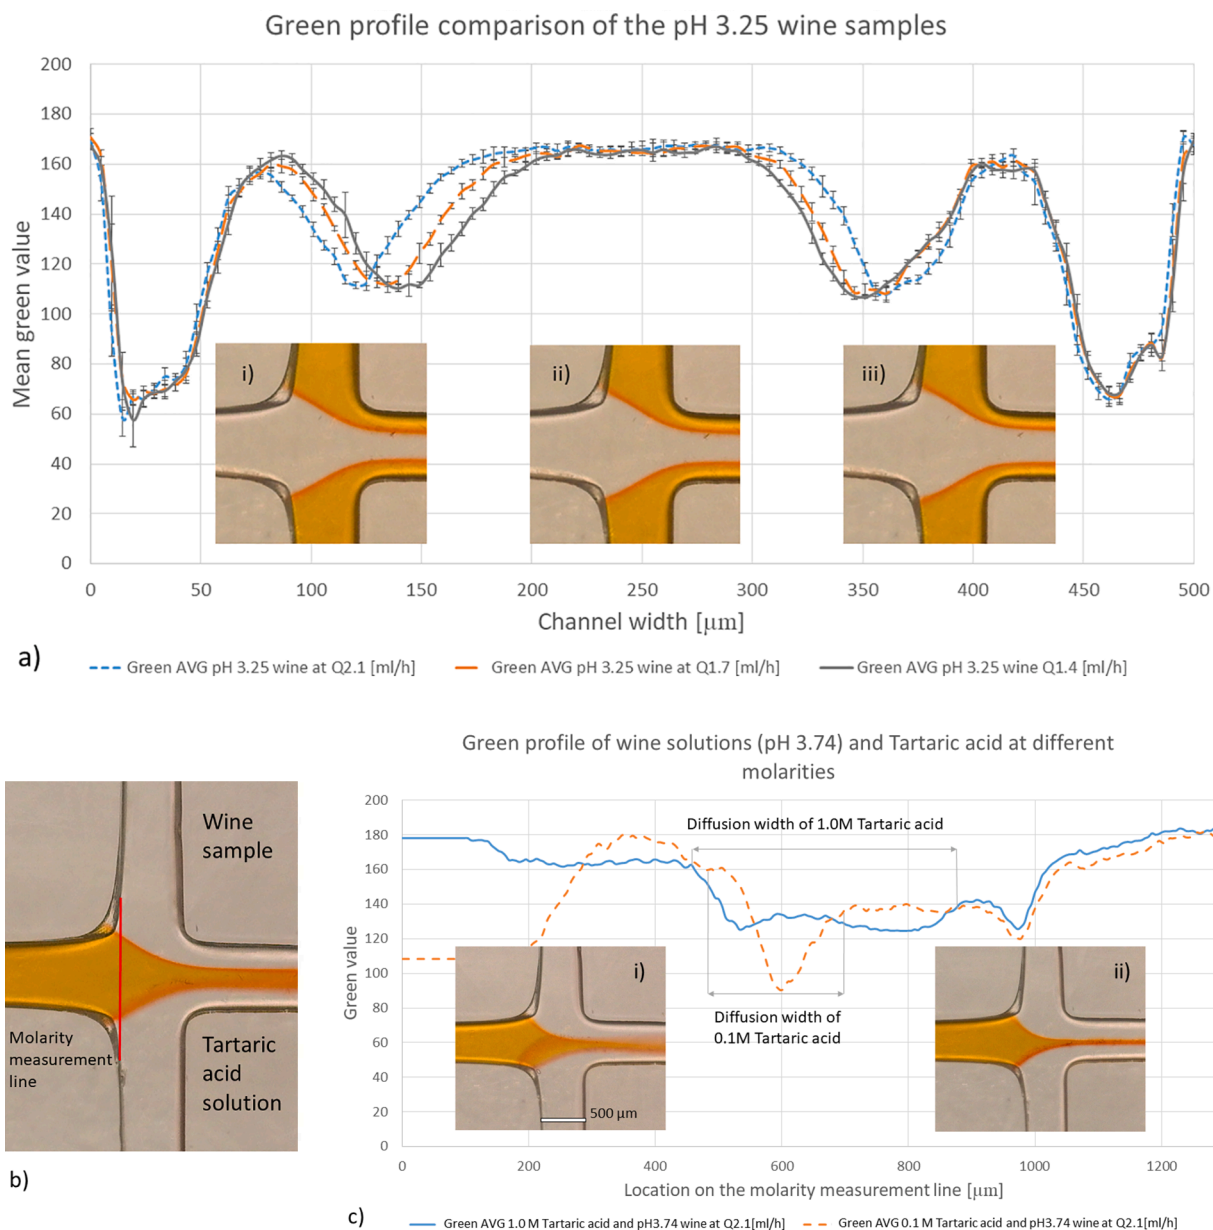 Green profile comparison of the pH 3.25 wine samples
200
180
160
140
120
100
80
60
40
20
0
Mean green value
i)
ii)
iii)
0 50 100 150 200 250 300 350 400 450 500
Channel width [µm]
a)
Green AVG pH 3.25 wine at Q2.1 [ml/h] Green AVG pH 3.25 wine at Q1.7 [ml/h] Green AVG pH 3.25 wine Q1.4 [ml/h]
Wine
sample
Molarity
measurement
line
Tartaric
acid
solution
b)
Green profile of wine solutions (pH 3.74) and Tartaric acid at different
molarities
200
180
160
140
120
100
80
60
40
20
0
Green value
Diffusion width of 1.0M Tartaric acid
Diffusion width of
0.1M Tartaric acid
i)
500 µm
ii)
0 200 400 600 800 1000 1200
Location on the molarity measurement line [µm]
c)
Green AVG 1.0 M Tartaric acid and pH3.74 wine at Q2.1[ml/h] Green AVG 0.1 M Tartaric acid and pH3.74 wine at Q2.1[ml/h]